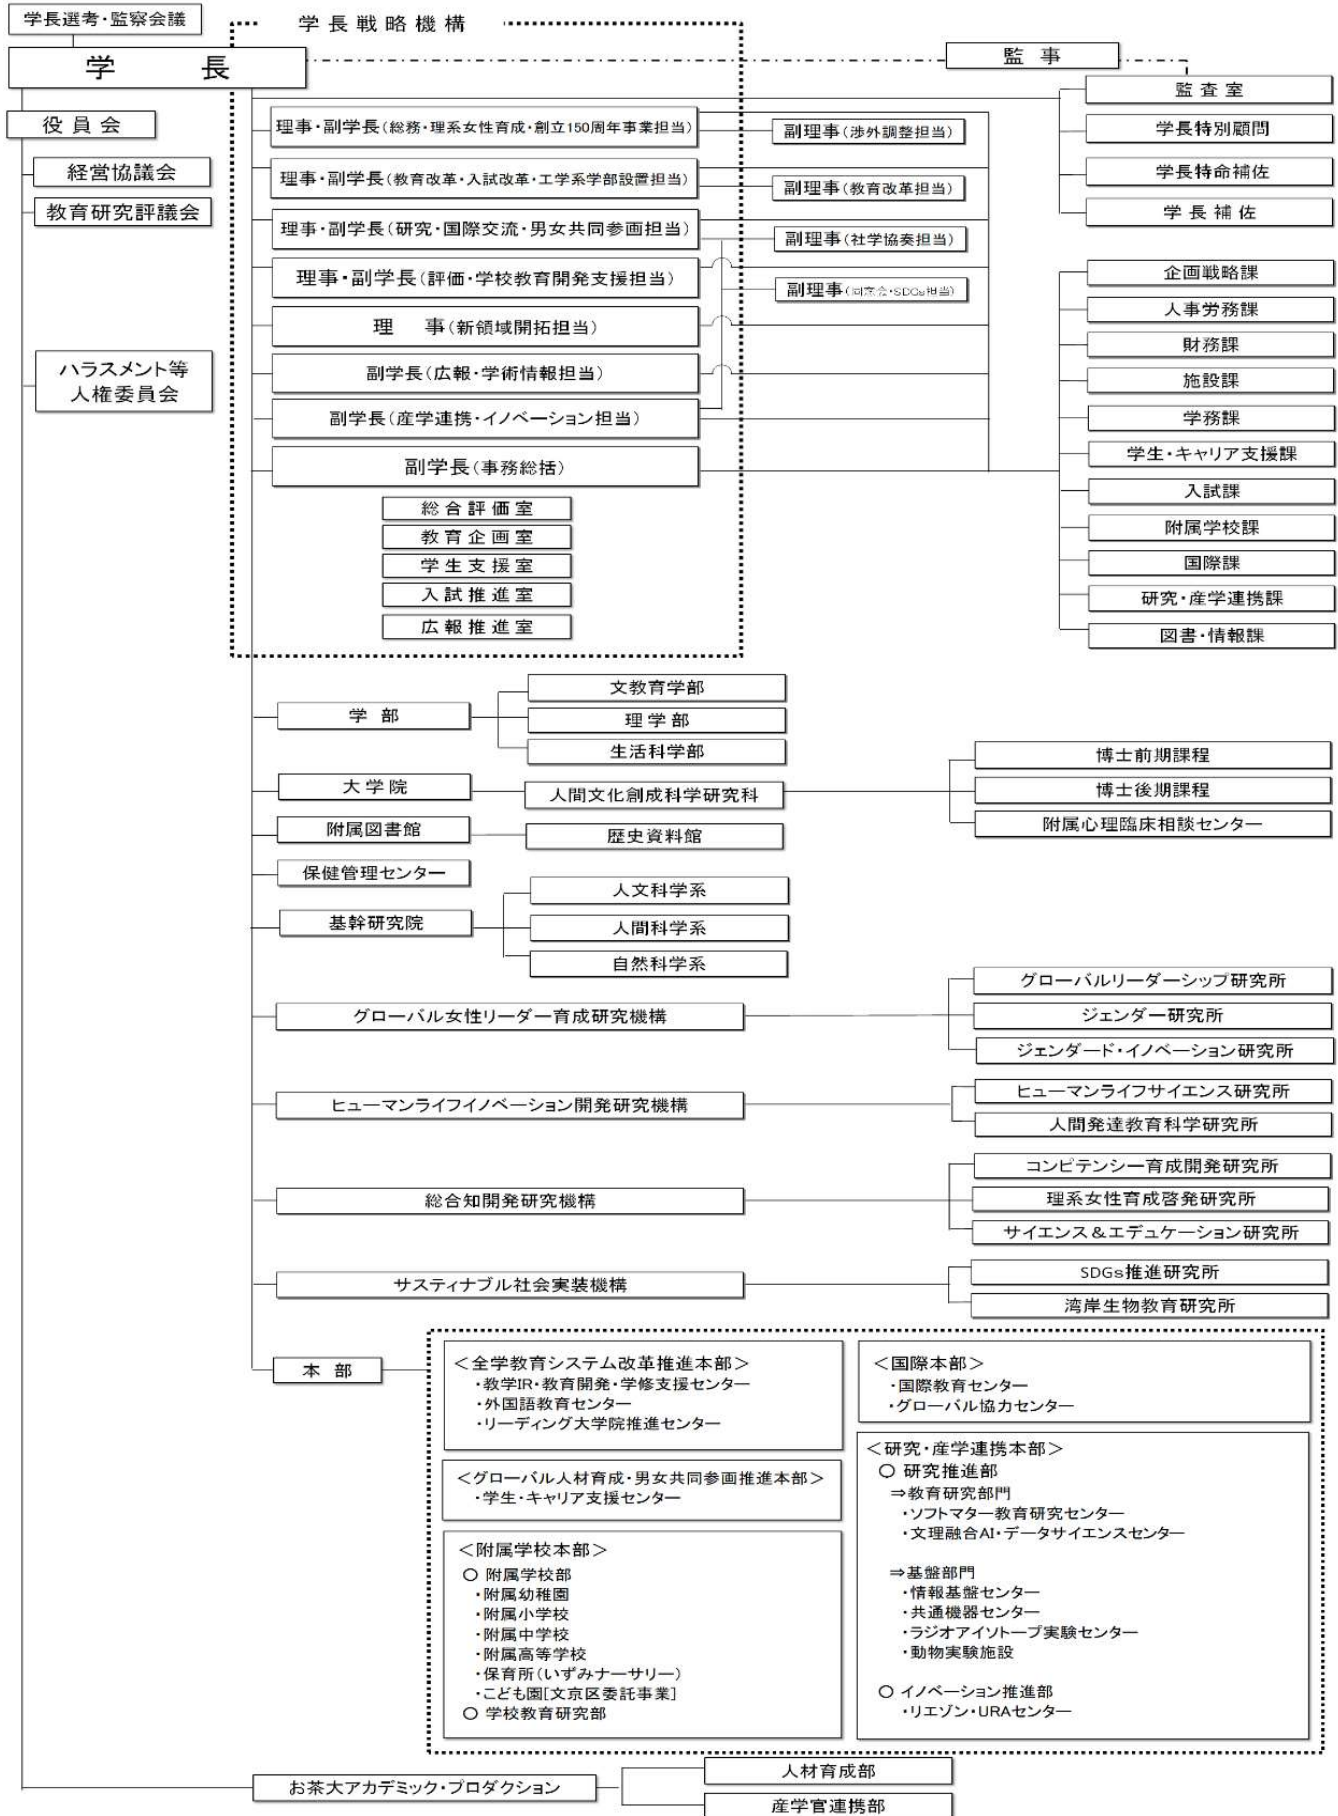 学長選考・監察会議
学長戦略機構
学 長
監 事
監 査 室
役 員 会
理事・副学長(総務・理系女性育成・創立150周年事業担当)
副理事(渉外調整担当)
学長特別顧問
経営協議会
理事・副学長(教育改革・入試改革・工学系学部設置担当)
副理事(教育改革担当)
学長特命補佐
教育研究評議会
理事・副学長(研究・国際交流・男女共同参画担当)
副理事(社学協奏担当)
学 長 補 佐
理事・副学長(評価・学校教育開発支援担当)
副理事(同窓会・SDGs担当)
企画戦略課
理 事(新領域開拓担当)
人事労務課
財務課
ハラスメント等
人権委員会
副学長(広報・学術情報担当)
施設課
副学長(産学連携・イノベーション担当)
学務課
副学長(事務総括)
学生・キャリア支援課
総 合 評 価 室
入試課
教 育 企 画 室
附属学校課
学 生 支 援 室
国際課
入 試 推 進 室
研究・産学連携課
広 報 推 進 室
図書・情報課
学 部
文教育学部
理 学 部
生活科学部
大 学 院
人間文化創成科学研究科
博士前期課程
博士後期課程
附属心理臨床相談センター
附属図書館
歴史資料館
保健管理センター
基幹研究院
人文科学系
人間科学系
自然科学系
グローバル女性リーダー育成研究機構
グローバルリーダーシップ研究所
ジェンダー研究所
ジェンダード・イノベーション研究所
ヒューマンライフイノベーション開発研究機構
ヒューマンライフサイエンス研究所
人間発達教育科学研究所
総合知開発研究機構
コンピテンシー育成開発研究所
理系女性育成啓発研究所
サイエンス＆エデュケーション研究所
サスティナブル社会実装機構
SDGs推進研究所
湾岸生物教育研究所
本 部
＜全学教育システム改革推進本部＞
・教学IR・教育開発・学修支援センター
・外国語教育センター
・リーディング大学院推進センター
＜グローバル人材育成・男女共同参画推進本部＞
・学生・キャリア支援センター
＜附属学校本部＞
○ 附属学校部
・附属幼稚園
・附属小学校
・附属中学校
・附属高等学校
・保育所(いずみナーサリー)
・こども園[文京区委託事業]
○ 学校教育研究部
＜国際本部＞
・国際教育センター
・グローバル協力センター
＜研究・産学連携本部＞
○ 研究推進部
⇒教育研究部門
・ソフトマター教育研究センター
・文理融合AI・データサイエンスセンター
⇒基盤部門
・情報基盤センター
・共通機器センター
・ラジオアイソトープ実験センター
・動物実験施設
○ イノベーション推進部
・リエゾン・URAセンター
お茶大アカデミック・プロダクション
人材育成部
産学官連携部